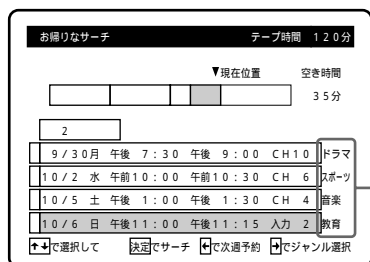 お帰りなサーチ テープ時間 120分
▼現在位置 空き時間
35分
2
9/30月 午後 7:30 午後 9:00 CH10 ドラマ
10/2 水 午前10:00 午前10:30 CH 6 スポーツ
10/5 土 午後 1:00 午後 1:30 CH 4 音楽
10/6 日 午後11:00 午後11:15 入力 2 教育
↑↓で選択して 決定でサーチ ←で次週予約 →でジャンル選択